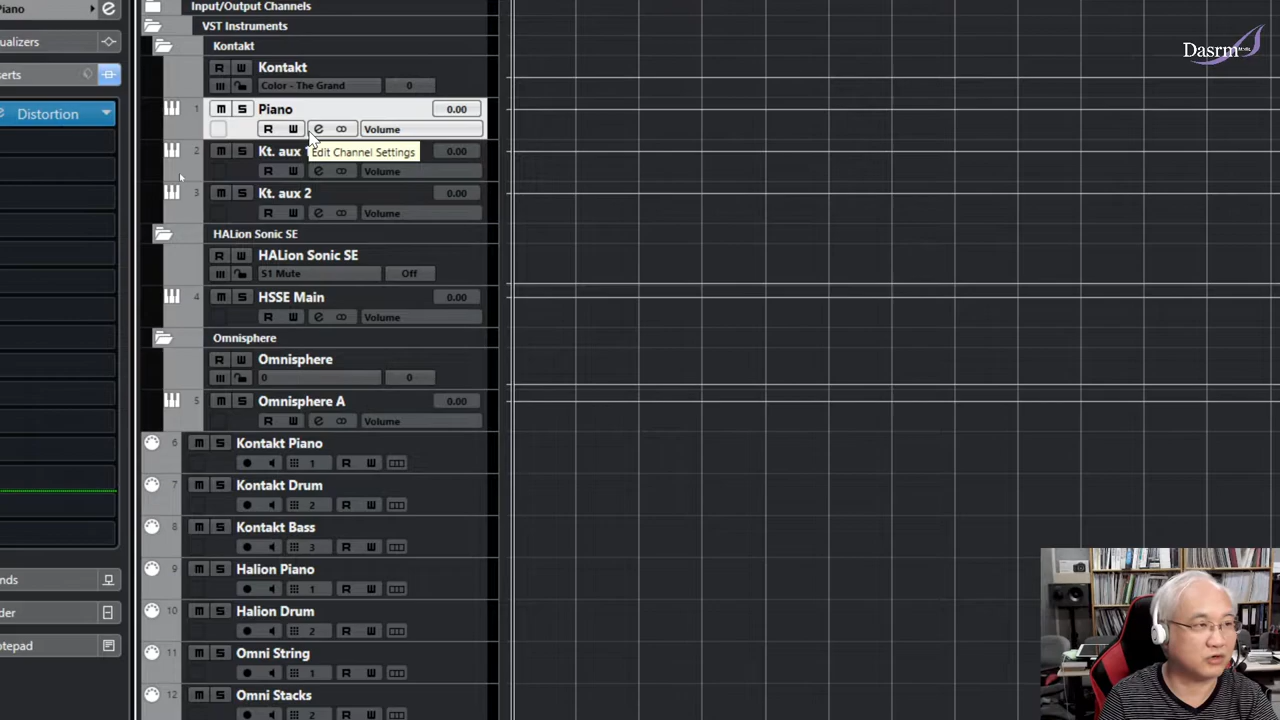 Piano
Input/Output Channels
ualizers
VST Instruments
Kontakt
serts
R W Kontakt
Color - The Grand 0
Distortion
1 M S Piano 0.00
R W e Volume
Edit Channel Settings
2 M S Kt. aux 0.00
R W e Volume
3 M S Kt. aux 2 0.00
R W e Volume
HALion Sonic SE
R W HALion Sonic SE
S1 Mute Off
4 M S HSSE Main 0.00
R W e Volume
Omnisphere
R W Omnisphere
0 0
5 M S Omnisphere A 0.00
R W e Volume
6 M S Kontakt Piano
1 R W
7 M S Kontakt Drum
2 R W
8 M S Kontakt Bass
3 R W
9 M S Halion Piano
1 R W
nds
10 M S Halion Drum
der
2 R W
11 M S Omni String
otepad
1 R W
12 M S Omni Stacks
2 R W
Dasrm Media